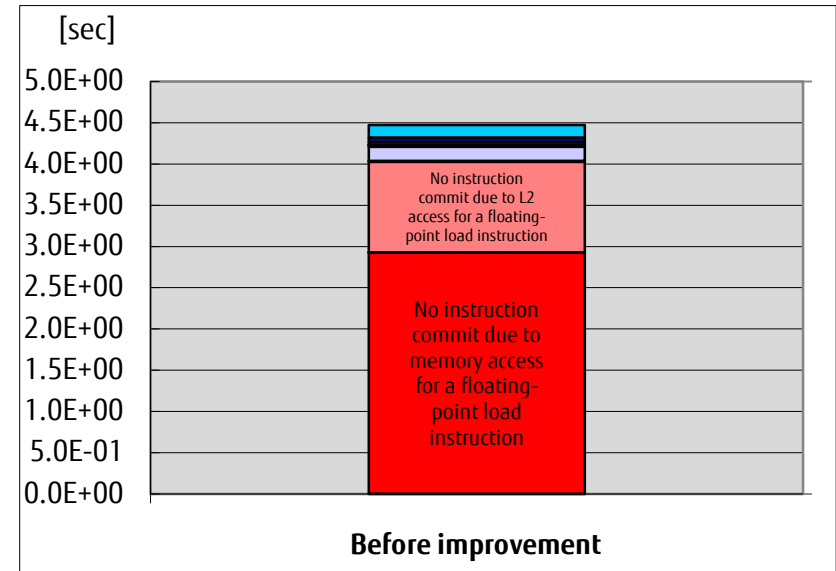 [sec]
5.0E+00
4.5E+00
4.0E+00
3.5E+00
3.0E+00
2.5E+00
2.0E+00
1.5E+00
1.0E+00
5.0E-01
0.0E+00
No instruction
commit due to L2
access for a floating-
point load instruction
No instruction
commit due to
memory access
for a floating-
point load
instruction
Before improvement